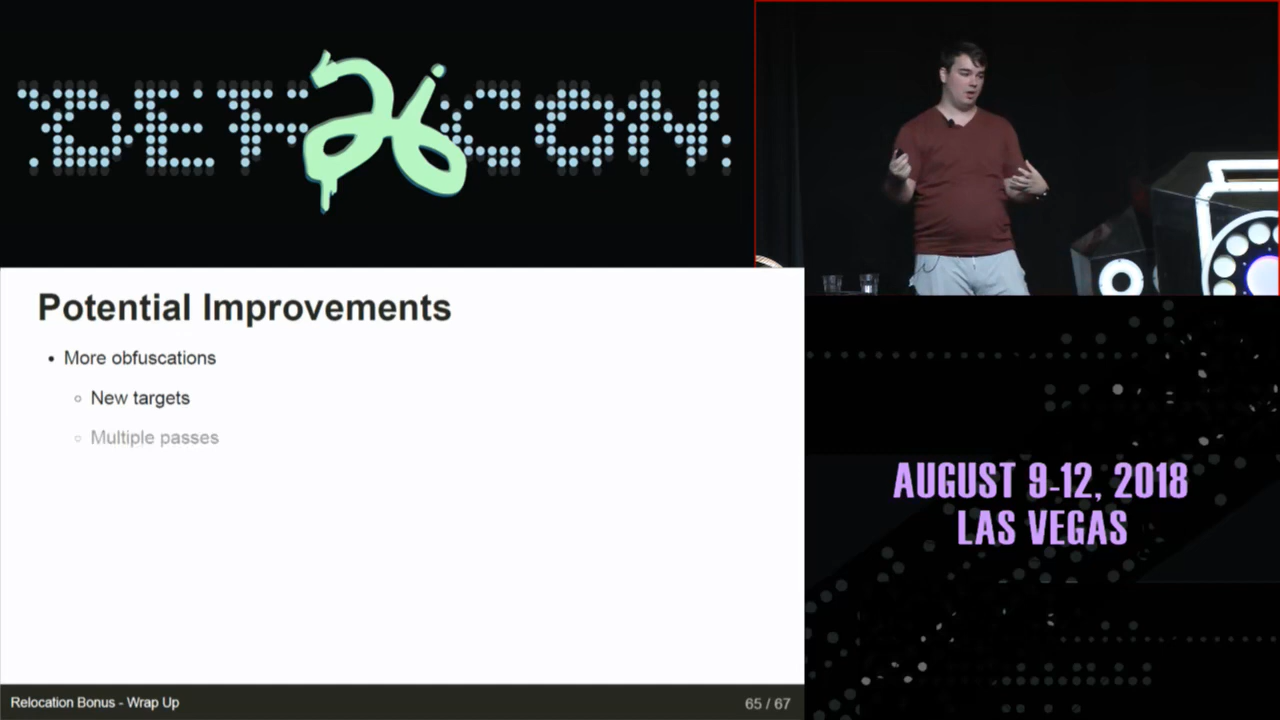 DEF 26 CON
Potential Improvements
• More obfuscations
○ New targets
○ Multiple passes
Relocation Bonus - Wrap Up
65 / 67
AUGUST 9-12, 2018
LAS VEGAS